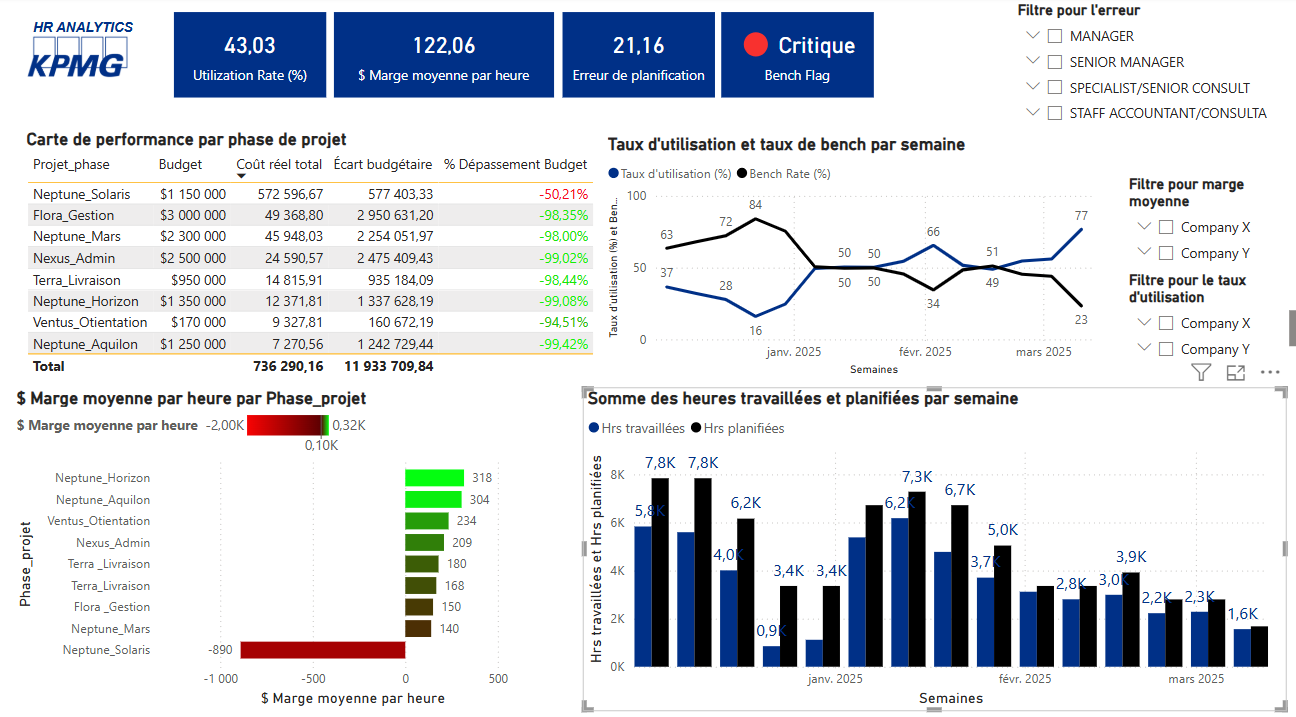 HR ANALYTICS
KPMG
43,03
Utilization Rate (%)
122,06
$ Marge moyenne par heure
21,16
Erreur de planification
Critique
Bench Flag
Filtre pour l'erreur
MANAGER
SENIOR MANAGER
SPECIALIST/SENIOR CONSULT
STAFF ACCOUNTANT/CONSULTA
Carte de performance par phase de projet
Projet_phase Budget Coût réel total Écart budgétaire % Dépassement Budget
Neptune_Solaris $1 150 000 572 596,67 577 403,33 -50,21%
Flora_Gestion $3 000 000 49 368,80 2 950 631,20 -98,35%
Neptune_Mars $2 300 000 45 948,03 2 254 051,97 -98,00%
Nexus_Admin $2 500 000 24 590,57 2 475 409,43 -99,02%
Terra_Livraison $950 000 14 815,91 935 184,09 -98,44%
Neptune_Horizon $1 350 000 12 371,81 1 337 628,19 -99,08%
Ventus_Otientation $170 000 9 327,81 160 672,19 -94,51%
Neptune_Aquilon $1 250 000 7 270,56 1 242 729,44 -99,42%
Total 736 290,16 11 933 709,84
Taux d'utilisation et taux de bench par semaine
Taux d'utilisation (%) Bench Rate (%)
Taux d'utilisation (%) et Ben...
100
50
0
63
37
72
28
84
16
50
50
50
50
66
34
51
49
77
23
janv. 2025 févr. 2025 mars 2025
Semaines
Filtre pour marge
moyenne
Company X
Company Y
Filtre pour le taux
d'utilisation
Company X
Company Y
$ Marge moyenne par heure par Phase_projet
$ Marge moyenne par heure -2,00K 0,32K
0,10K
Phase_projet
Neptune_Horizon 318
Neptune_Aquilon 304
Ventus_Otientation 234
Nexus_Admin 209
Terra _Livraison 180
Terra_Livraison 168
Flora _Gestion 150
Neptune_Mars 140
Neptune_Solaris -890
-1 000 -500 0 500
$ Marge moyenne par heure
Somme des heures travaillées et planifiées par semaine
Hrs travaillées Hrs planifiées
Hrs travaillées et Hrs planifiées
8K
6K
4K
2K
0K
5,8K
7,8K
7,8K
4,0K
6,2K
0,9K
3,4K
3,4K
6,2K
7,3K
6,7K
3,7K
5,0K
2,8K
3,0K
3,9K
2,2K
2,3K
1,6K
janv. 2025 févr. 2025 mars 2025
Semaines